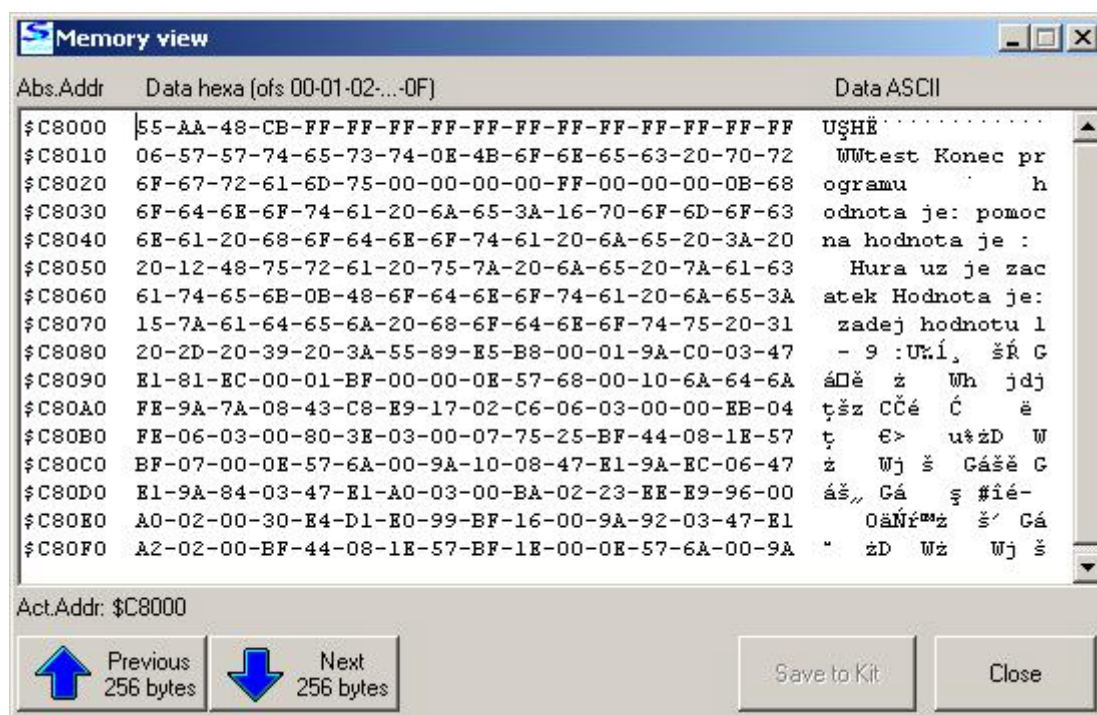 Memory view
Abs.Addr Data hexa (ofs 00-01-02-...-0F) Data ASCII
$C8000 55-AA-48-CB-FF-FF-FF-FF-FF-FF-FF-FF-FF-FF-FF-FF UŞHË············
$C8010 06-57-57-74-65-73-74-0E-4B-6F-6E-65-63-20-70-72 WWtest Konec pr
$C8020 6F-67-72-61-6D-75-00-00-00-00-FF-00-00-00-0B-68 ogramu ˙ h
$C8030 6F-64-6E-6F-74-61-20-6A-65-3A-16-70-6F-6D-6F-63 odnota je: pomoc
$C8040 6E-61-20-68-6F-64-6E-6F-74-61-20-6A-65-20-3A-20 na hodnota je :
$C8050 20-12-48-75-72-61-20-75-7A-20-6A-65-20-7A-61-63 Hura uz je zac
$C8060 61-74-65-6B-0B-48-6F-64-6E-6F-74-61-20-6A-65-3A atek Hodnota je:
$C8070 15-7A-61-64-65-6A-20-68-6F-64-6E-6F-74-75-20-31 zadej hodnotu 1
$C8080 20-2D-20-39-20-3A-55-89-E5-B8-00-01-9A-C0-03-47 - 9 :U‰Í¸ šŔ G
$C8090 E1-81-EC-00-01-BF-00-00-0E-57-68-00-10-6A-64-6A á□ě ż Wh jdj
$C80A0 FE-9A-7A-08-43-C8-E9-17-02-C6-06-03-00-00-EB-04 ţšz CČé Ć ë
$C80B0 FE-06-03-00-80-3E-03-00-07-75-25-BF-44-08-1E-57 ţ €> u%żD W
$C80C0 BF-07-00-0E-57-6A-00-9A-10-08-47-E1-9A-EC-06-47 ż Wj š Gášě G
$C80D0 E1-9A-84-03-47-E1-A0-03-00-BA-02-23-EE-E9-96-00 áš„ Gá ş #îé–
$C80E0 A0-02-00-30-E4-D1-E0-99-BF-16-00-9A-92-03-47-E1 0äŃŕ™ż š’ Gá
$C80F0 A2-02-00-BF-44-08-1E-57-BF-1E-00-0E-57-6A-00-9A ˘ żD Wż Wj š
Act.Addr: $C8000
Previous 256 bytes
Next 256 bytes
Save to Kit
Close